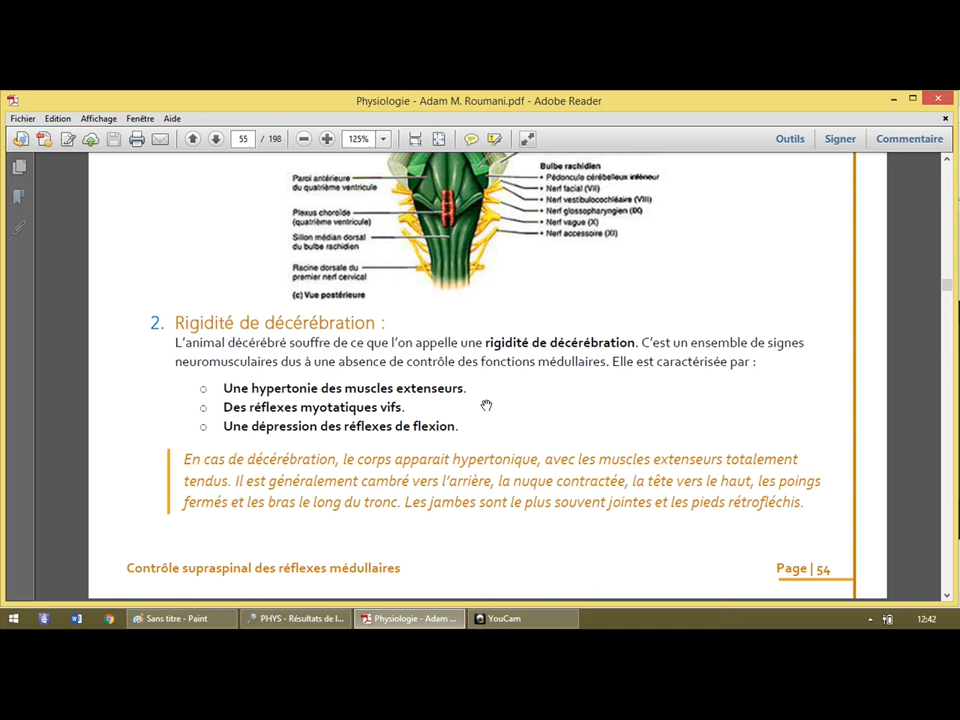 Physiologie - Adam M. Roumani.pdf - Adobe Reader
Fichier Edition Affichage Fenêtre Aide
55 / 198 125% Outils Signer Commentaire
Bulbe rachidien
• Pédoncule cérébelleux inférieur
• Nerf facial (VII)
• Nerf vestibulocochléaire (VIII)
• Nerf glossopharyngien (IX)
• Nerf vague (X)
• Nerf accessoire (XI)
Paroi antérieure
du quatrième ventricule
Plexus choroïde
(quatrième ventricule)
Sillon médian dorsal
du bulbe rachidien
Racine dorsale du
premier nerf cervical
(c) Vue postérieure
2. Rigidité de décérébration :
L'animal décérébré souffre de ce que l'on appelle une rigidité de décérébration. C'est un ensemble de signes
neuromusculaires dus à une absence de contrôle des fonctions médullaires. Elle est caractérisée par :
○ Une hypertonie des muscles extenseurs.
○ Des réflexes myotatiques vifs.
○ Une dépression des réflexes de flexion.
En cas de décérébration, le corps apparait hypertonique, avec les muscles extenseurs totalement
tendus. Il est généralement cambré vers l'arrière, la nuque contractée, la tête vers le haut, les poings
fermés et les bras le long du tronc. Les jambes sont le plus souvent jointes et les pieds rétrofléchis.
Contrôle supraspinal des réflexes médullaires Page | 54
Sans titre - Paint PHYS - Résultats de l... Physiologie - Adam ... YouCam 12:42